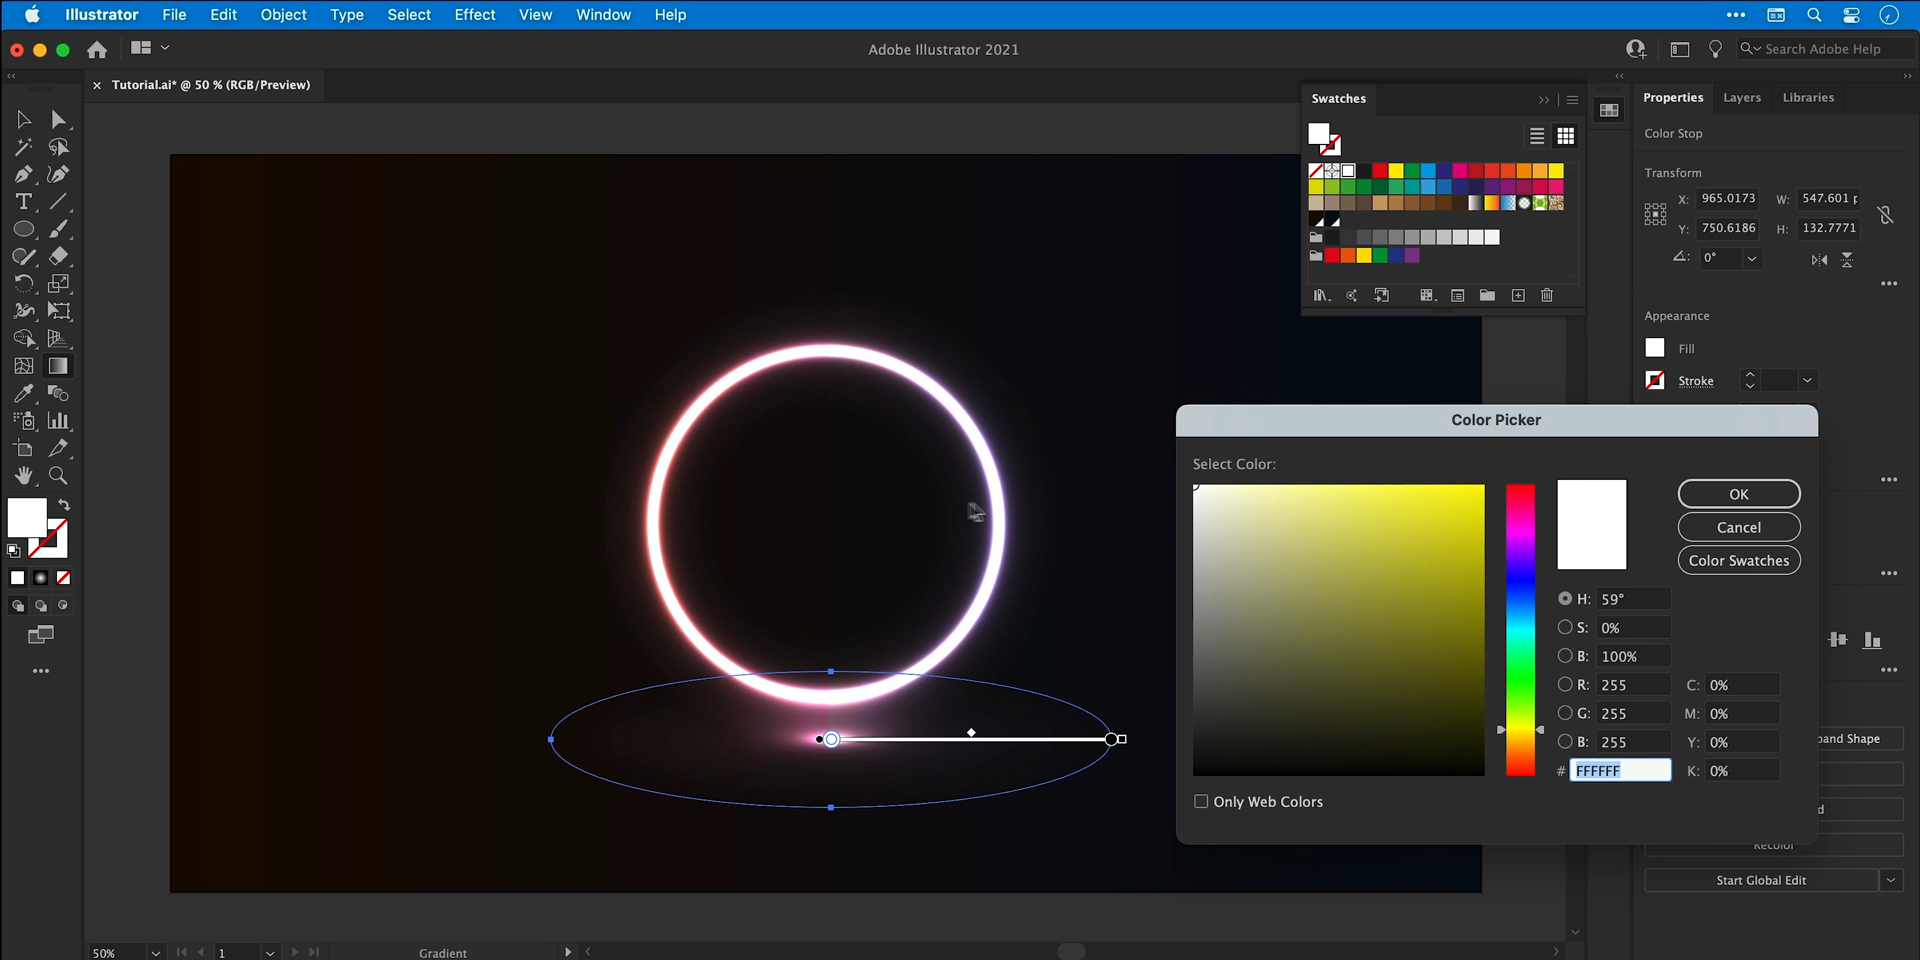 Illustrator File Edit Object Type Select Effect View Window Help
Adobe Illustrator 2021
Search Adobe Help
Tutorial.ai* @ 50 % (RGB/Preview)
Swatches
Properties Layers Libraries
Color Stop
Transform
X: 965.0173 W: 547.601 p
Y: 750.6186 H: 132.7771
0°
Appearance
Fill
Stroke
Color Picker
Select Color:
OK
Cancel
Color Swatches
H: 59°
S: 0%
B: 100%
R: 255 C: 0%
G: 255 M: 0%
B: 255 Y: 0%
# FFFFFF K: 0%
Only Web Colors
pand Shape
d
Recolor
Start Global Edit
50% 1 Gradient